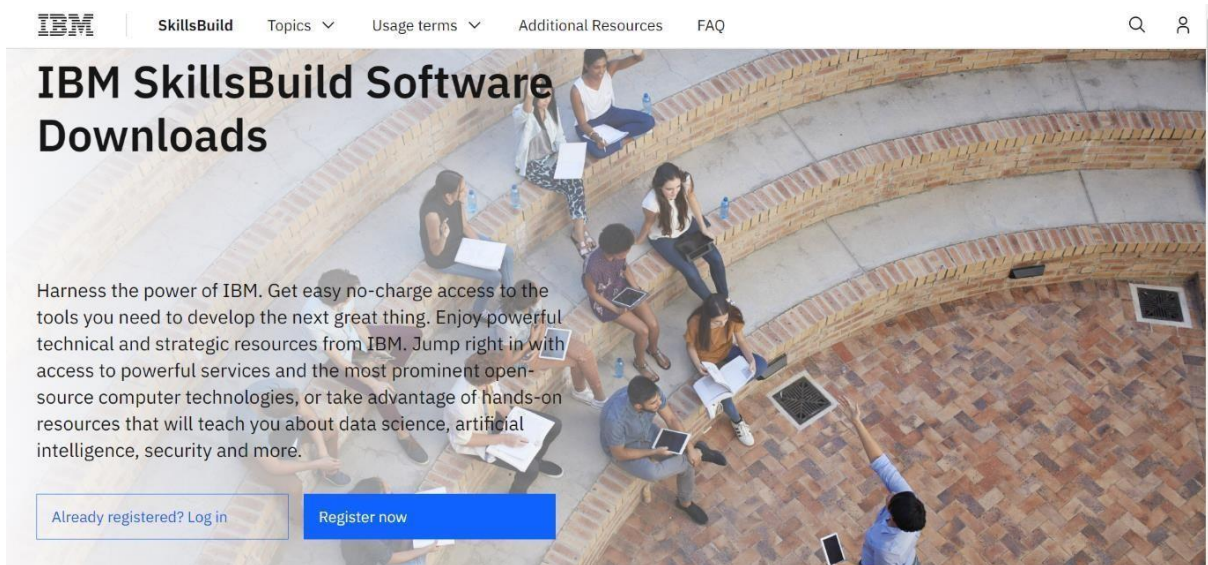 IBM
SkillsBuild
Topics
Usage terms
Additional Resources
FAQ
IBM SkillsBuild Software
Downloads
Harness the power of IBM. Get easy no-charge access to the
tools you need to develop the next great thing. Enjoy powerful
technical and strategic resources from IBM. Jump right in with
access to powerful services and the most prominent open-
source computer technologies, or take advantage of hands-on
resources that will teach you about data science, artificial
intelligence, security and more.
Already registered? Log in
Register now